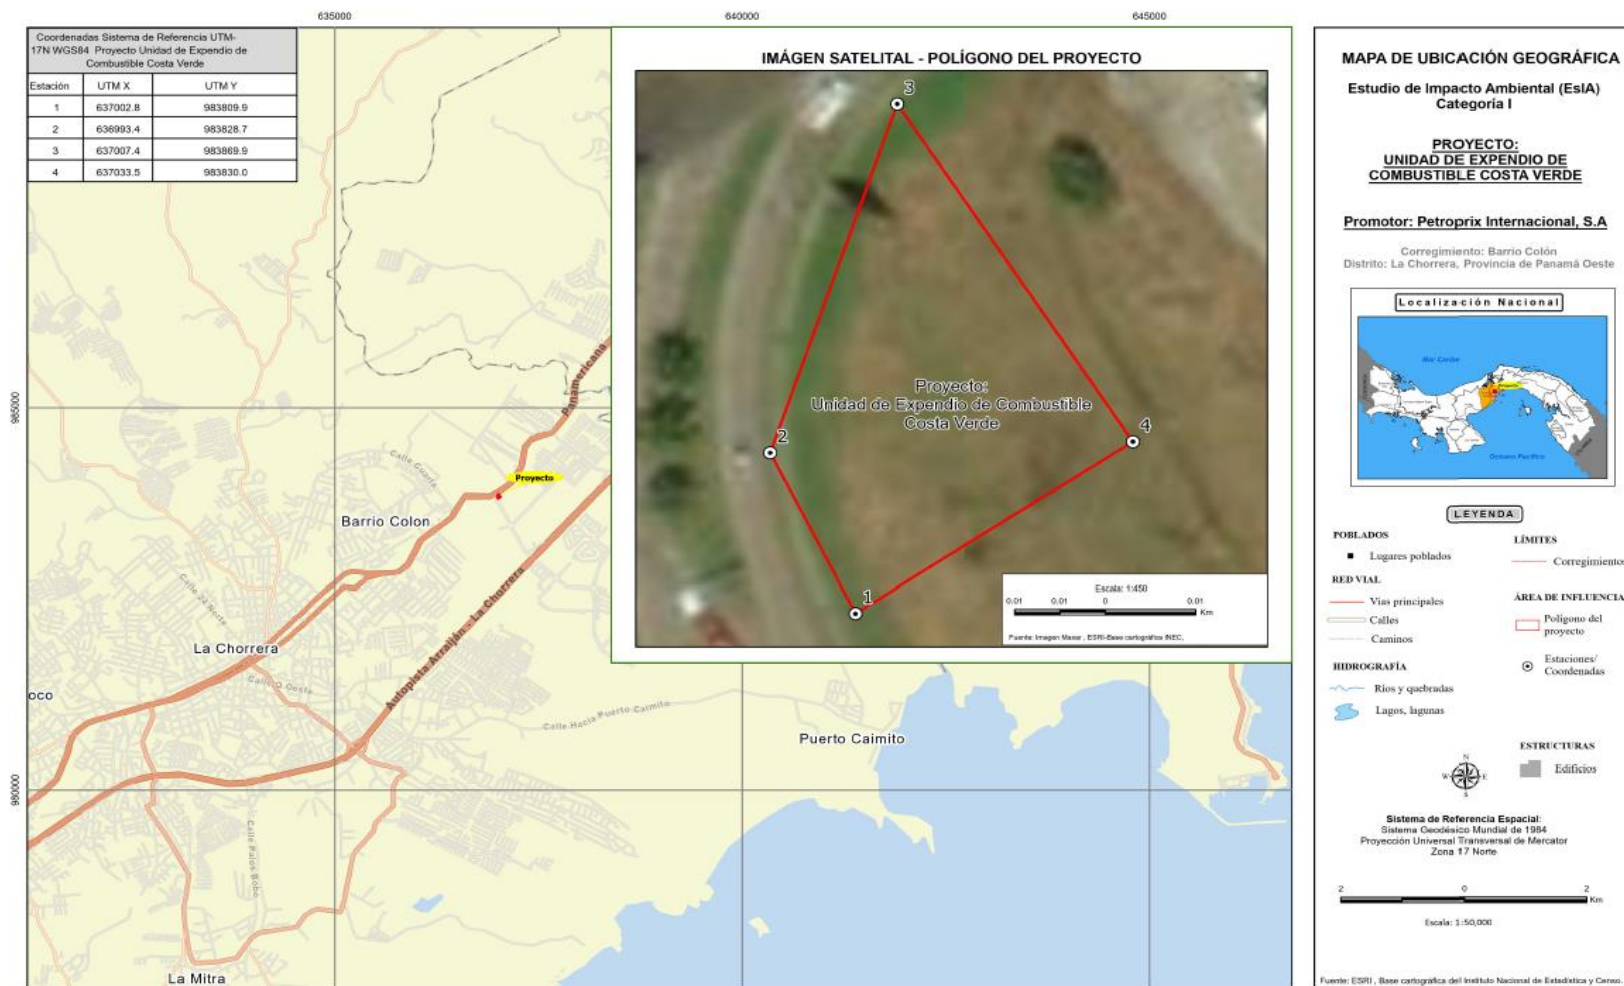 635000
640000
645000
Coordenadas Sistema de Referencia UTM-
17N WGS84 Proyecto Unidad de Expendio de
Combustible Costa Verde
Estación UTM X UTM Y
1 637002.8 983809.9
2 636993.4 983828.7
3 637007.4 983869.9
4 637033.5 983830.0
IMÁGEN SATELITAL - POLÍGONO DEL PROYECTO
3
2
4
1
Proyecto:
Unidad de Expendio de Combustible
Costa Verde
Escala: 1:450
0.01 0.01 0 0.01
Km
Fuente: Imagen Maxar , ESRI-Base cartográfica INEC,
985000
980000
Panamericana
Calle Cuarta
Proyecto
Barrio Colon
Calle 22 Norte
La Chorrera
Calle O Oeste
Autopista Arraiján - La Chorrera
Calle Hacia Puerto Caimito
Puerto Caimito
oco
Calle Palos Bobo
La Mitra
MAPA DE UBICACIÓN GEOGRÁFICA
Estudio de Impacto Ambiental (EsIA)
Categoría I
PROYECTO:
UNIDAD DE EXPENDIO DE
COMBUSTIBLE COSTA VERDE
Promotor: Petroprix Internacional, S.A
Corregimiento: Barrio Colón
Distrito: La Chorrera, Provincia de Panamá Oeste
Localización Nacional
Mar Caribe
Océano Pacífico
LEYENDA
POBLADOS
Lugares poblados
RED VIAL
Vías principales
Calles
Caminos
HIDROGRAFÍA
Ríos y quebradas
Lagos, lagunas
LÍMITES
Corregimientos
ÁREA DE INFLUENCIA
Polígono del
proyecto
Estaciones/
Coordenadas
ESTRUCTURAS
Edificios
N
W E
S
Sistema de Referencia Espacial:
Sistema Geodésico Mundial de 1984
Proyección Universal Transversal de Mercator
Zona 17 Norte
2 0 2
Km
Escala: 1:50,000
Fuente: ESRI , Base cartográfica del Instituto Nacional de Estadística y Censo.